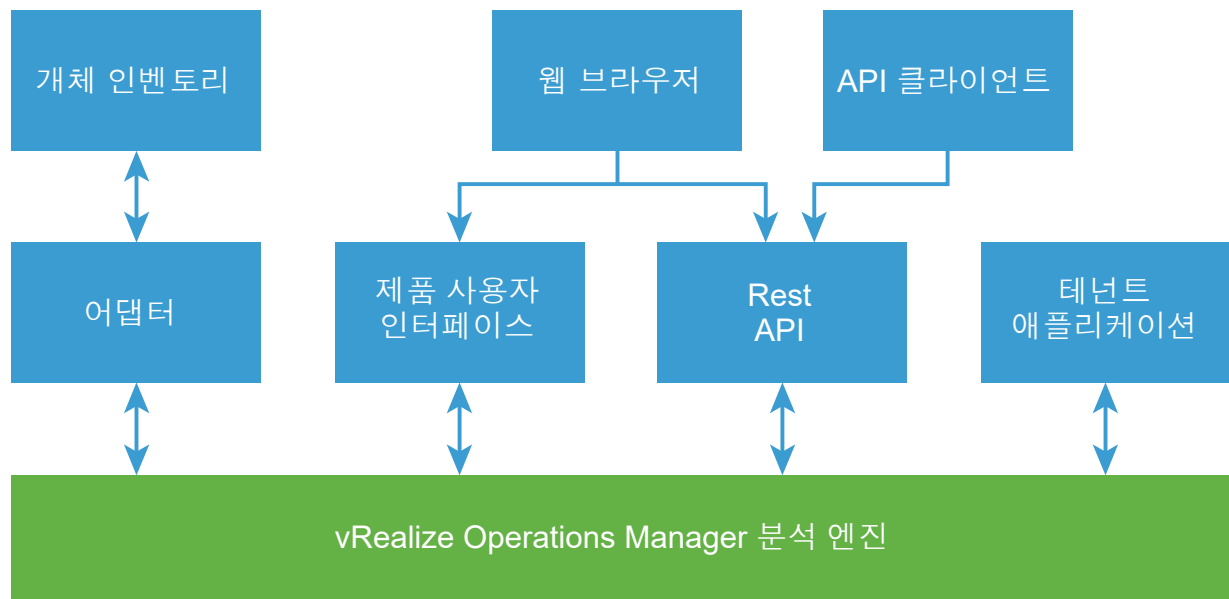 개체 인벤토리
웹 브라우저
API 클라이언트
어댑터
제품 사용자
인터페이스
Rest
API
테넌트
애플리케이션
vRealize Operations Manager 분석 엔진